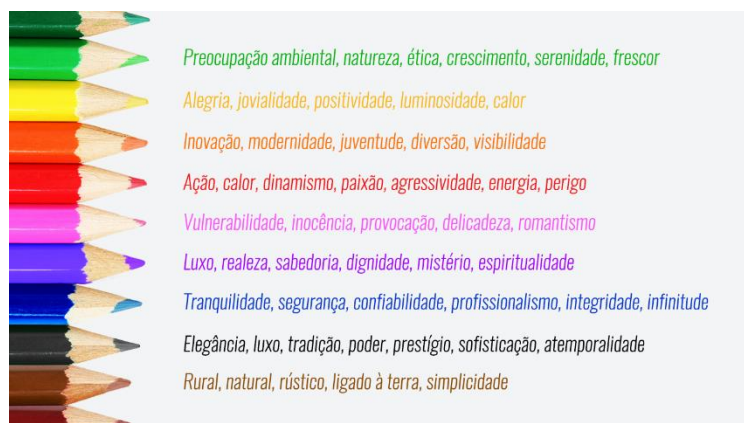 Preocupação ambiental, natureza, ética, crescimento, serenidade, frescor
Alegria, jovialidade, positividade, luminosidade, calor
Inovação, modernidade, juventude, diversão, visibilidade
Ação, calor, dinamismo, paixão, agressividade, energia, perigo
Vulnerabilidade, inocência, provocação, delicadeza, romantismo
Luxo, realeza, sabedoria, dignidade, mistério, espiritualidade
Tranquilidade, segurança, confiabilidade, profissionalismo, integridade, infinitude
Elegância, luxo, tradição, poder, prestígio, sofisticação, atemporalidade
Rural, natural, rústico, ligado à terra, simplicidade